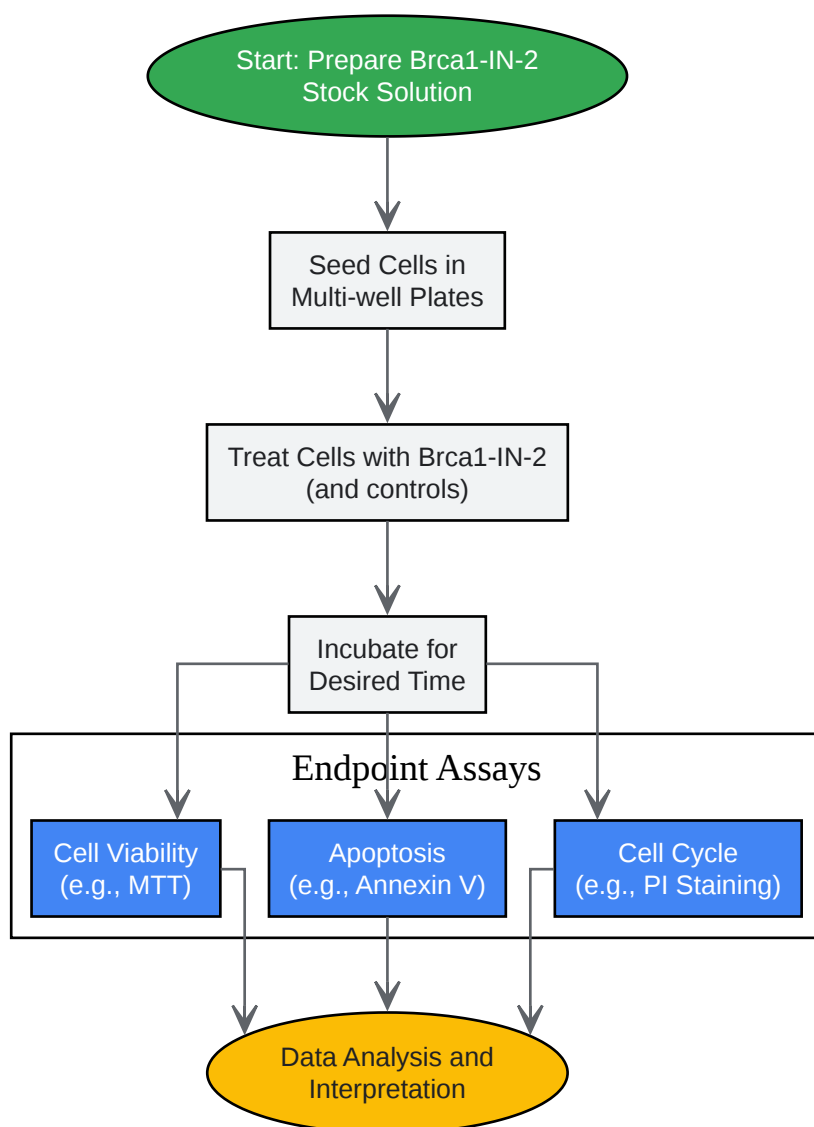 Start: Prepare Brca1-IN-2
Stock Solution
Seed Cells in
Multi-well Plates
Treat Cells with Brca1-IN-2
(and controls)
Incubate for
Desired Time
Endpoint Assays
Cell Viability
(e.g., MTT)
Apoptosis
(e.g., Annexin V)
Cell Cycle
(e.g., PI Staining)
Data Analysis and
Interpretation